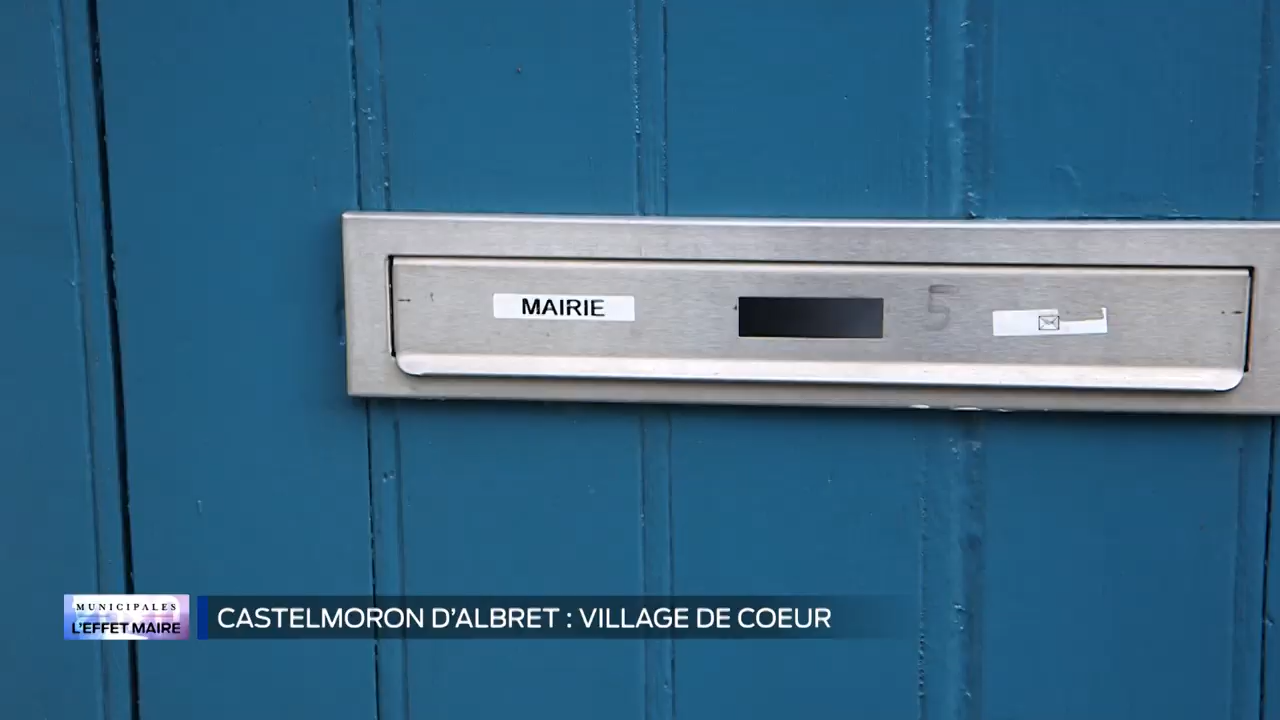 MAIRIE
5
MUNICIPALES
L'EFFET MAIRE
CASTELMORON D'ALBRET : VILLAGE DE COEUR